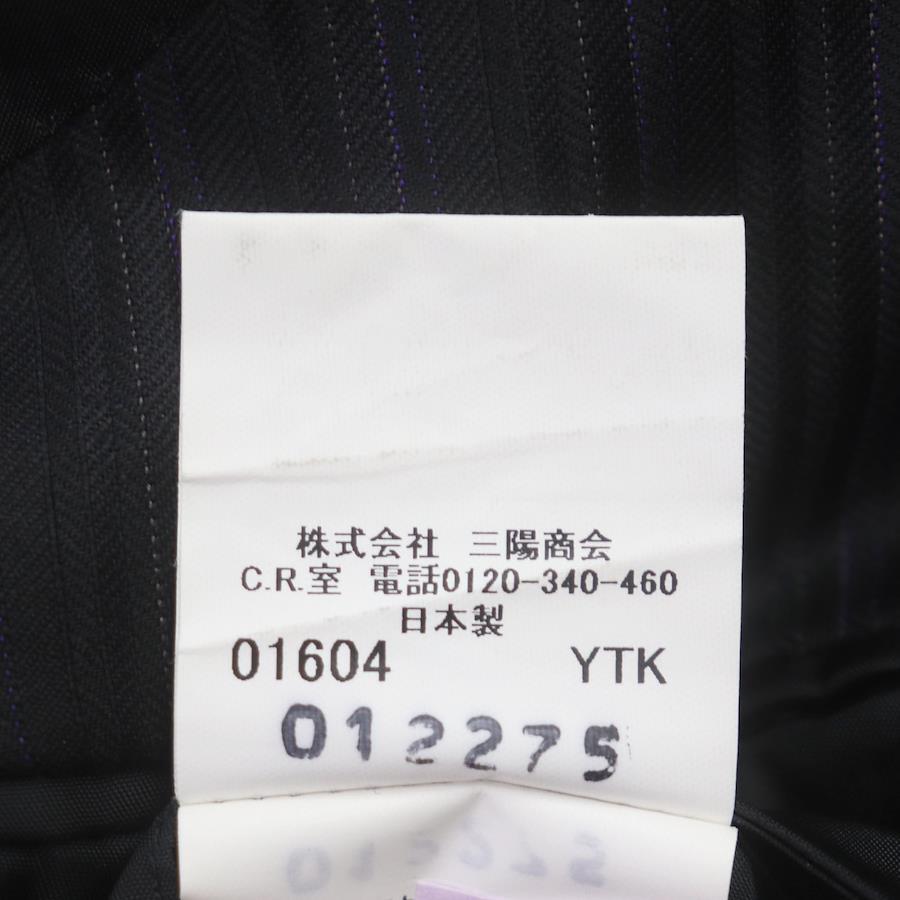 株式会社 三陽商会
C.R.室 電話0120-340-460
日本製
01604 YTK
012275